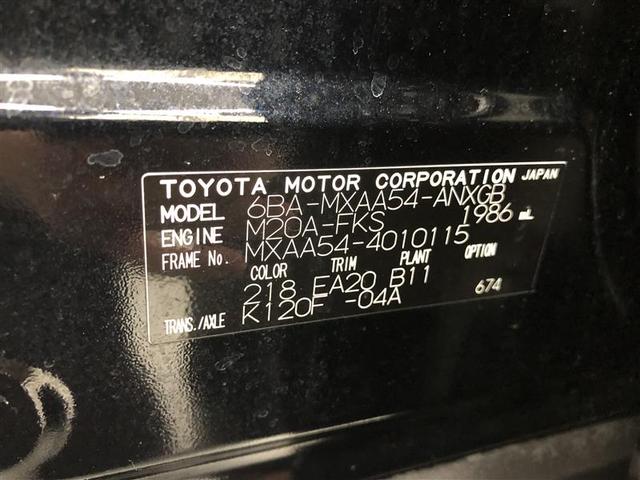 TOYOTA MOTOR CORPORATION JAPAN
MODEL 6BA-MXAA54-ANXGB
ENGINE M20A-FKS 1986 mL
FRAME No. MXAA54-4010115
COLOR TRIM PLANT OPTION
218 EA20 B11 674
TRANS./AXLE K120F -04A